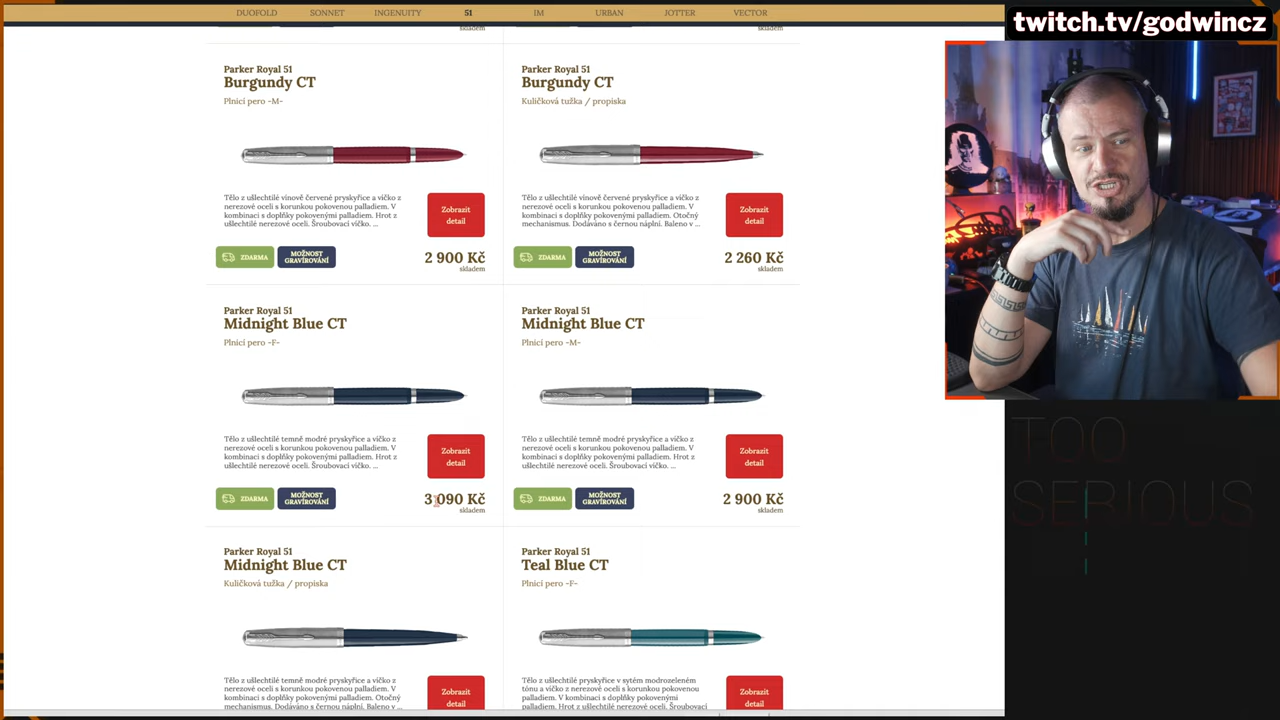 DUOFOLD SONNET INGENUITY 51 IM URBAN JOTTER VECTOR
twitch.tv/godwincz
skladem
skladem
Parker Royal 51
Burgundy CT
Plnicí pero -M-
Tělo z ušlechtilé vínově červené pryskyřice a víčko z
nerezové oceli s korunkou pokovenou palladiem. V
kombinaci s doplňky pokovenými palladiem. Hrot z
ušlechtilé nerezové oceli. Šroubovací víčko. ...
Zobrazit
detail
ZDARMA
MOŽNOST
GRAVÍROVÁNÍ
2 900 Kč
skladem
Parker Royal 51
Burgundy CT
Kuličková tužka / propiska
Tělo z ušlechtilé vínově červené pryskyřice a víčko z
nerezové oceli s korunkou pokovenou palladiem. V
kombinaci s doplňky pokovenými palladiem. Otočný
mechanismus. Dodáváno s černou náplní. Baleno v ...
Zobrazit
detail
ZDARMA
MOŽNOST
GRAVÍROVÁNÍ
2 260 Kč
skladem
Parker Royal 51
Midnight Blue CT
Plnicí pero -F-
Tělo z ušlechtilé temně modré pryskyřice a víčko z
nerezové oceli s korunkou pokovenou palladiem. V
kombinaci s doplňky pokovenými palladiem. Hrot z
ušlechtilé nerezové oceli. Šroubovací víčko. ...
Zobrazit
detail
ZDARMA
MOŽNOST
GRAVÍROVÁNÍ
3 090 Kč
skladem
Parker Royal 51
Midnight Blue CT
Plnicí pero -M-
Tělo z ušlechtilé temně modré pryskyřice a víčko z
nerezové oceli s korunkou pokovenou palladiem. V
kombinaci s doplňky pokovenými palladiem. Hrot z
ušlechtilé nerezové oceli. Šroubovací víčko. ...
Zobrazit
detail
ZDARMA
MOŽNOST
GRAVÍROVÁNÍ
2 900 Kč
skladem
Parker Royal 51
Midnight Blue CT
Kuličková tužka / propiska
Tělo z ušlechtilé temně modré pryskyřice a víčko z
nerezové oceli s korunkou pokovenou palladiem. V
kombinaci s doplňky pokovenými palladiem. Otočný
mechanismus. Dodáváno s černou náplní. Baleno v ...
Zobrazit
detail
Parker Royal 51
Teal Blue CT
Plnicí pero -F-
Tělo z ušlechtilé pryskyřice v sytém modrozeleném
tónu a víčko z nerezové oceli s korunkou pokovenou
palladiem. V kombinaci s doplňky pokovenými
palladiem. Hrot z ušlechtilé nerezové oceli. Šroubovací
Zobrazit
detail
TOO
SERIOUS